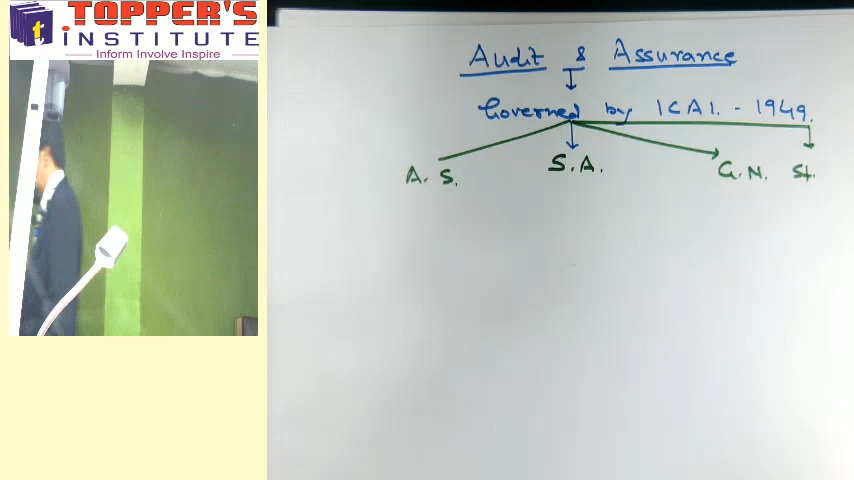 TOPPER'S
INSTITUTE
Inform Involve Inspire
t
Audit & Assurance
Governed by ICAI. - 1949.
A. S. S.A. G.N. St.